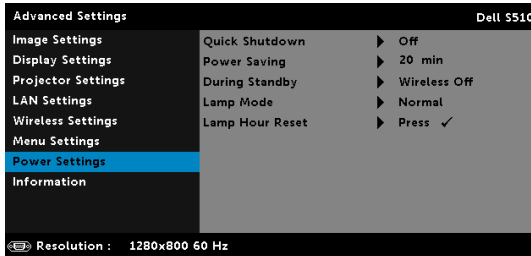 Advanced Settings Dell S510
Image Settings
Display Settings
Projector Settings
LAN Settings
Wireless Settings
Menu Settings
Power Settings
Information
Quick Shutdown Off
Power Saving 20 min
During Standby Wireless Off
Lamp Mode Normal
Lamp Hour Reset Press ✓
Resolution : 1280x800 60 Hz